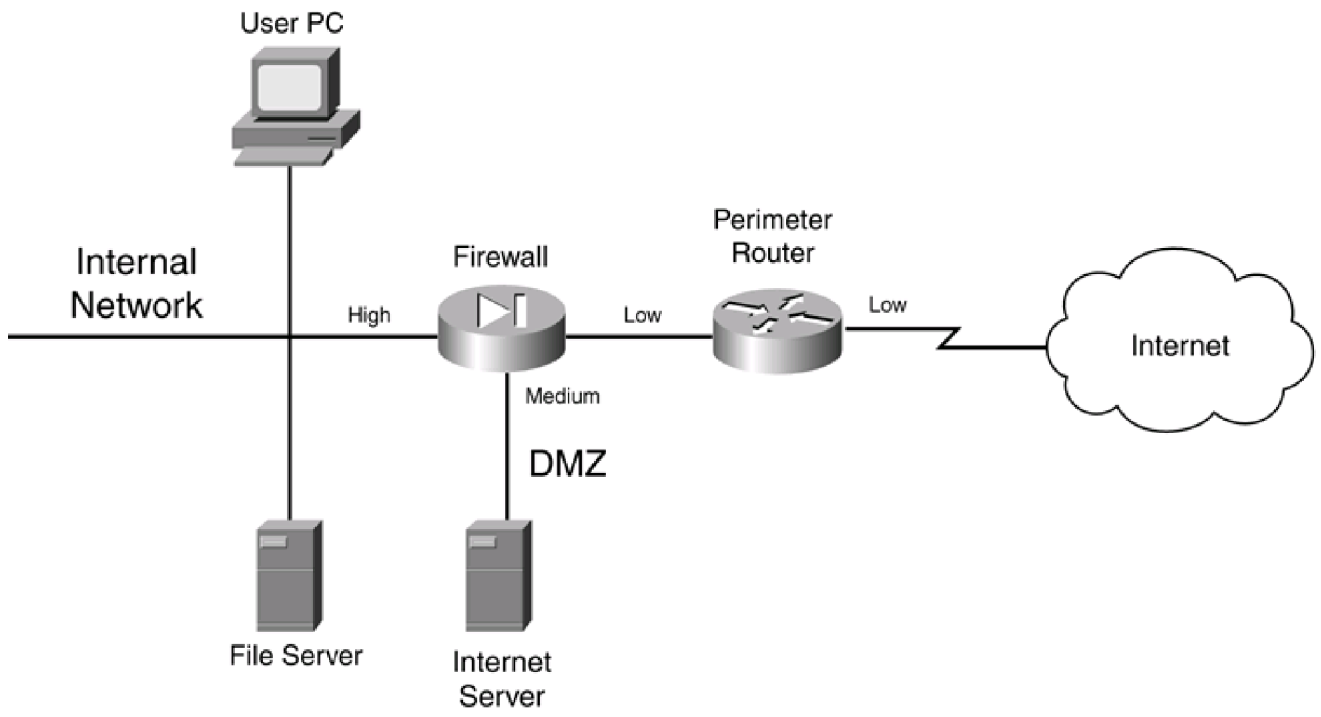 User PC
Internal
Network
High
Firewall
Low
Perimeter
Router
Low
Internet
Medium
DMZ
File Server
Internet
Server